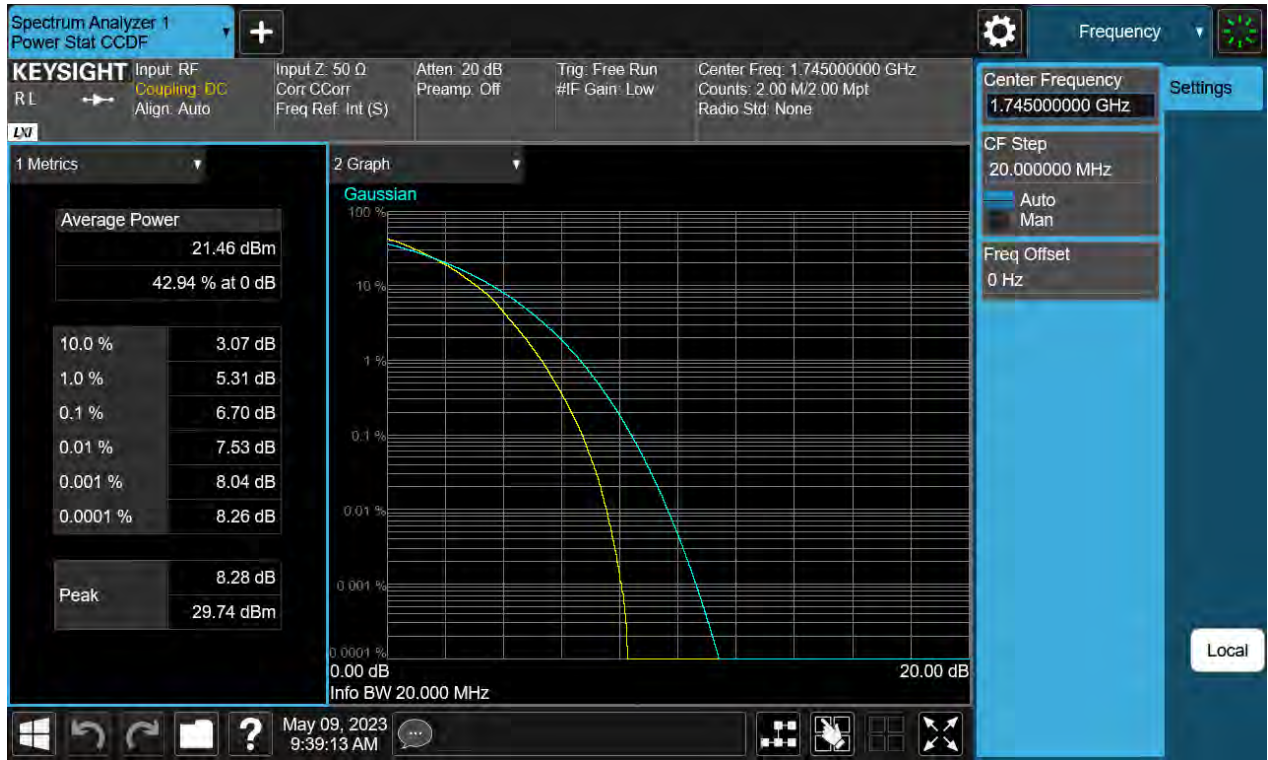 Spectrum Analyzer 1
Power Stat CCDF
+
Frequency
KEYSIGHT
RL
LXI
Input: RF
Coupling: DC
Align: Auto
Input Z: 50 Ω
Corr CCorr
Freq Ref: Int (S)
Atten: 20 dB
Preamp: Off
Trig: Free Run
#IF Gain: Low
Center Freq: 1.745000000 GHz
Counts: 2.00 M/2.00 Mpt
Radio Std: None
Center Frequency
1.745000000 GHz
Settings
CF Step
20.000000 MHz
Auto
Man
Freq Offset
0 Hz
1 Metrics
Average Power
21.46 dBm
42.94 % at 0 dB
10.0 % 3.07 dB
1.0 % 5.31 dB
0.1 % 6.70 dB
0.01 % 7.53 dB
0.001 % 8.04 dB
0.0001 % 8.26 dB
Peak
8.28 dB
29.74 dBm
2 Graph
Gaussian
100 %
10 %
1 %
0.1 %
0.01 %
0.001 %
0.0001 %
0.00 dB 20.00 dB
Info BW 20.000 MHz
Local
?
May 09, 2023
9:39:13 AM